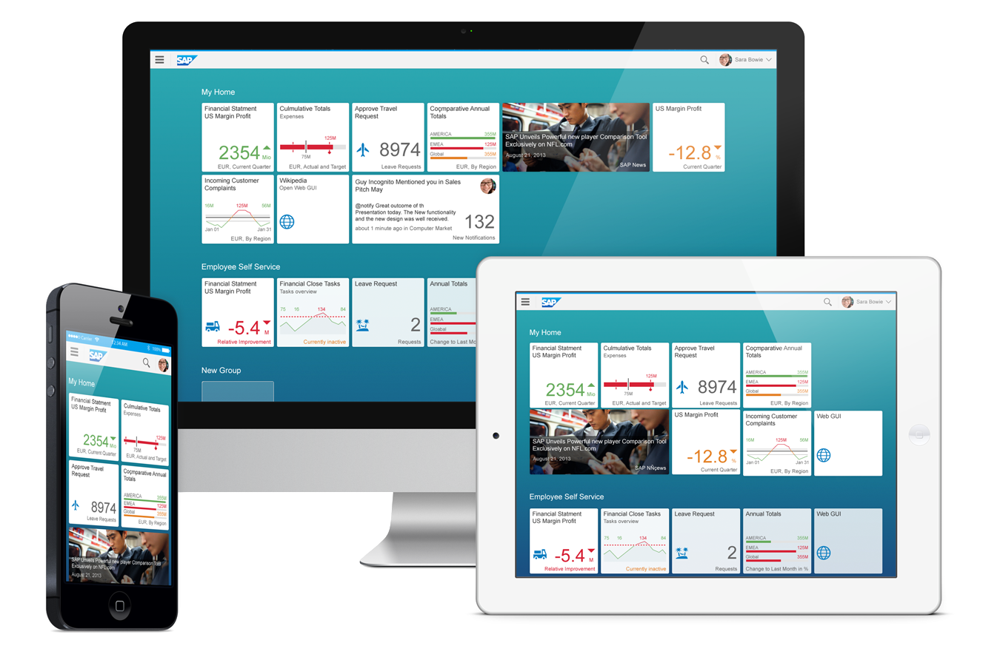 SAP
Sara Bowie
My Home
Financial Statment
US Margin Profit
2354
Mio
EUR, Current Quarter
Culmulative Totals
Expenses
125M
75M
EUR, Actual and Target
Approve Travel
Request
8974
Leave Requests
Coçmparative Annual
Totals
AMERICA 355M
EMEA 125M
Global 355M
EUR, By Region
SAP Unveils Powerful new player Comparison Tool
Exclusively on NFL.com
August 21, 2013
SAP News
US Margin Profit
-12.8
%
Current Quarter
Incoming Customer
Complaints
16M 125M 56M
Jan 01 Jan 31
EUR, By Region
Wikipedia
Open Web GUI
Guy Incognito Mentioned you in Sales
Pitch May
@notify Great outcome of th
Presentation today. The New functionality
and the new design was well received.
about 1 minute ago in Computer Market
132
New Notifications
Employee Self Service
Financial Statment
US Margin Profit
-5.4
M
Relative Improvement
Financial Close Tasks
Tasks overview
75 16 134 84
Currently inactive
Leave Request
2
Requests
Annual Totals
AMERICA
EMEA
Gloabal
Change to Last Mo
New Group
Carrier
12:34 AM
100%
SAP
My Home
Financial Statment
US Margin Profit
2354
Mio
EUR, Current Quarter
Culmulative Totals
Expenses
125M
75M
EUR, Actual and Target
Approve Travel
Request
8974
Leave Requests
Coçmparative Annual
Totals
AMERICA 355M
EMEA 125M
Global 355M
EUR, By Region
SAP Unveils Powerful new player Comparison Tool
Exclusively on NFL.com
August 21, 2013
SAP
Sara Bowie
My Home
Financial Statment
US Margin Profit
2354
Mio
EUR, Current Quarter
Culmulative Totals
Expenses
125M
75M
EUR, Actual and Target
Approve Travel
Request
8974
Leave Requests
Coçmparative Annual
Totals
AMERICA 355M
EMEA 125M
Global 355M
EUR, By Region
SAP Unveils Powerful new player Comparison Tool
Exclusively on NFL.com
August 21, 2013
SAP NÑçews
US Margin Profit
-12.8
%
Current Quarter
Incoming Customer
Complaints
16M 125M 56M
Jan 01 Jan 31
EUR, By Region
Web GUI
Employee Self Service
Financial Statment
US Margin Profit
-5.4
M
Relative Improvement
Financial Close Tasks
Tasks overview
75 16 134 84
Currently inactive
Leave Request
2
Requests
Annual Totals
AMERICA 355M
EMEA 125M
Global 355M
Change to Last Month in %
Web GUI